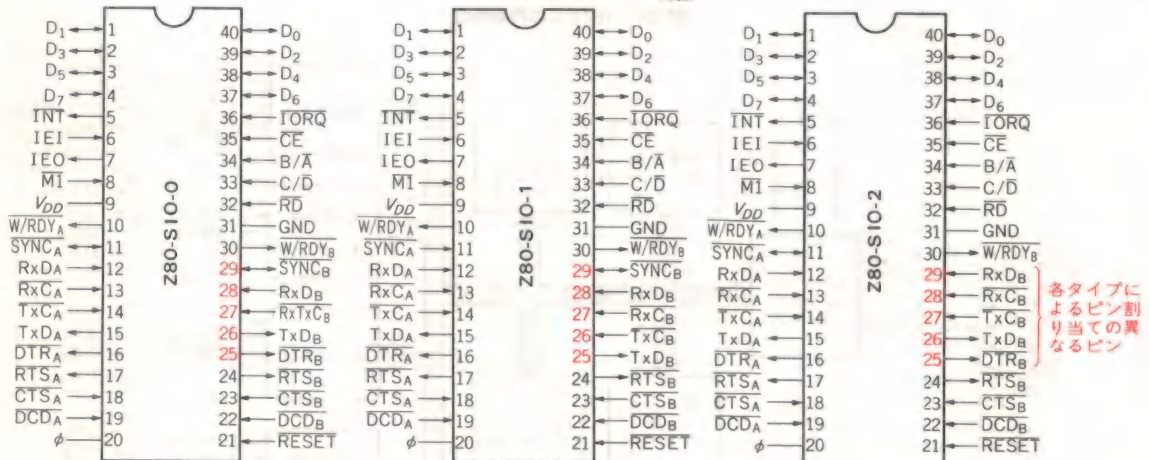 D1 1 40 D0 D1 1 40 D0 D1 1 40 D0
D3 2 39 D2 D3 2 39 D2 D3 2 39 D2
D5 3 38 D4 D5 3 38 D4 D5 3 38 D4
D7 4 37 D6 D7 4 37 D6 D7 4 37 D6
INT 5 36 IORQ INT 5 36 IORQ INT 5 36 IORQ
IEI 6 35 CE IEI 6 35 CE IEI 6 35 CE
IEO 7 34 B/A IEO 7 34 B/A IEO 7 34 B/A
M1 8 33 C/D M1 8 33 C/D M1 8 33 C/D
VDD 9 32 RD VDD 9 32 RD VDD 9 32 RD
W/RDYA 10 31 GND W/RDYA 10 31 GND W/RDYA 10 31 GND
SYNCA 11 30 W/RDYB SYNCA 11 30 W/RDYB SYNCA 11 30 W/RDYB
RxDA 12 29 SYNCB RxDA 12 29 SYNCB RxDA 12 29 RxDB
RxCA 13 28 RxDB RxCA 13 28 RxDB RxCA 13 28 RxCB
TxCA 14 27 RxTxCB TxCA 14 27 RxCB TxCA 14 27 TxCB
TxDA 15 26 TxDB TxDA 15 26 TxCB TxDA 15 26 TxDB
DTRA 16 25 DTRB DTRA 16 25 TxDB DTRA 16 25 DTRB
RTSA 17 24 RTSB RTSA 17 24 RTSB RTSA 17 24 RTSB
CTSA 18 23 CTSB CTSA 18 23 CTSB CTSA 18 23 CTSB
DCDA 19 22 DCDB DCDA 19 22 DCDB DCDA 19 22 DCDB
φ 20 21 RESET φ 20 21 RESET φ 20 21 RESET
Z80-SIO-0
Z80-SIO-1
Z80-SIO-2
各タイプに
よるピン割
り当ての異
なるピン